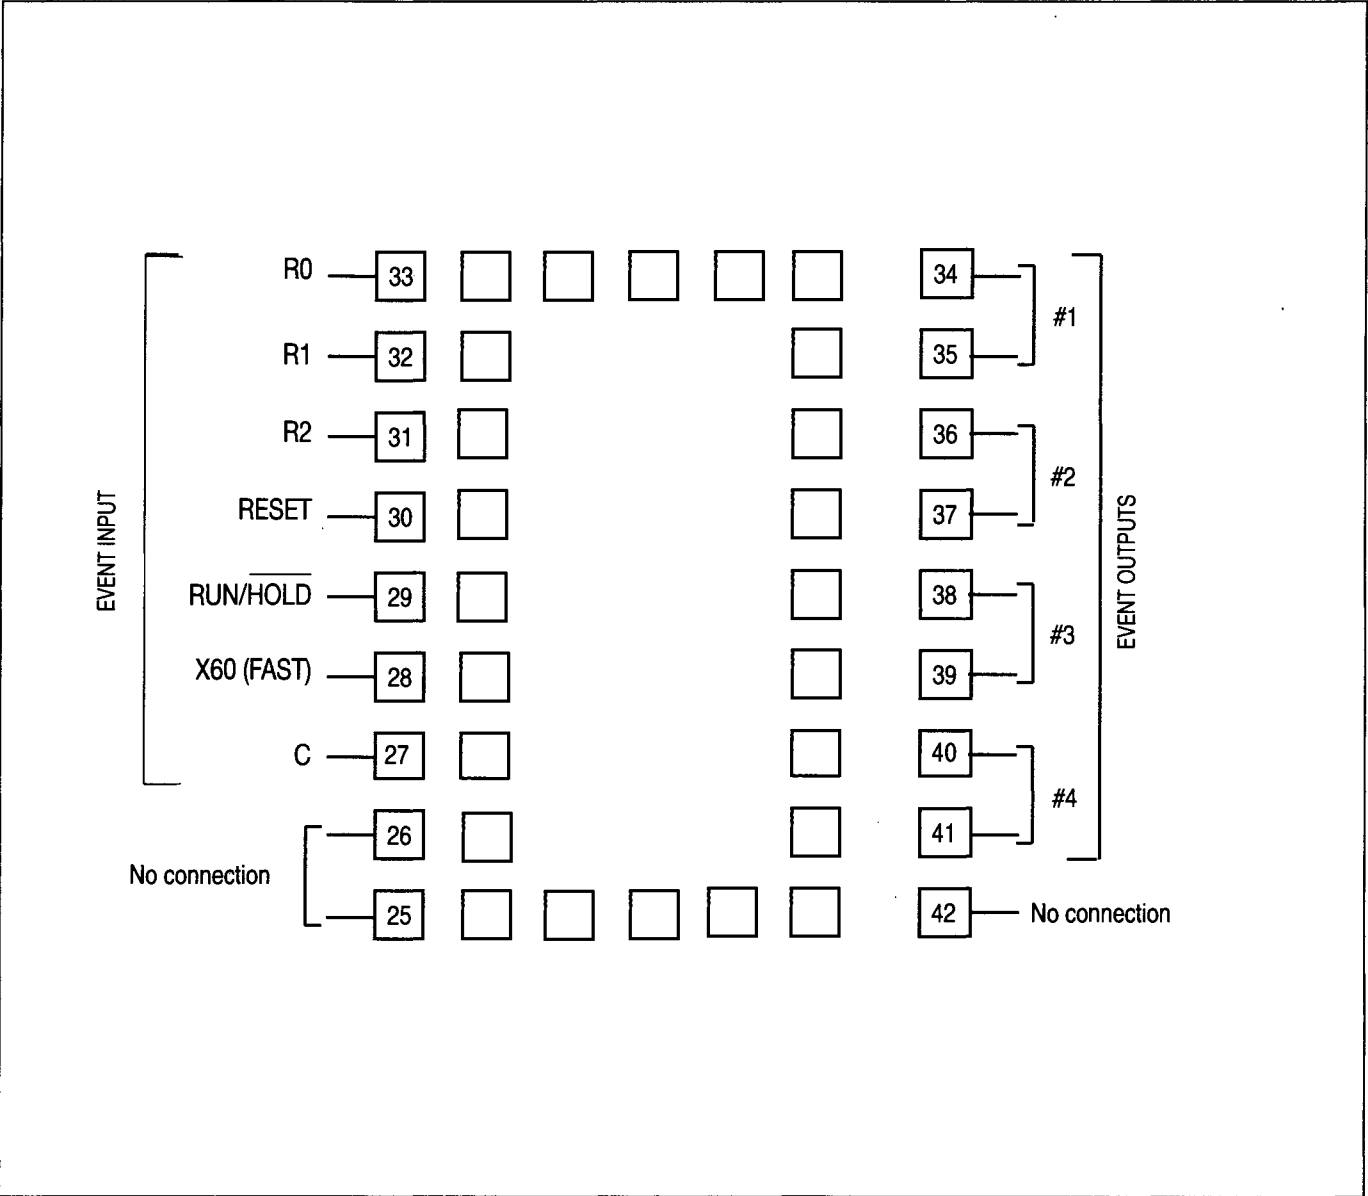 R0 33 34
#1
R1 32 35
R2 31 36
#2
RESET 30 37
EVENT INPUT
EVENT OUTPUTS
RUN/HOLD 29 38
#3
X60 (FAST) 28 39
C 27 40
#4
26 41
No connection
25 42 No connection